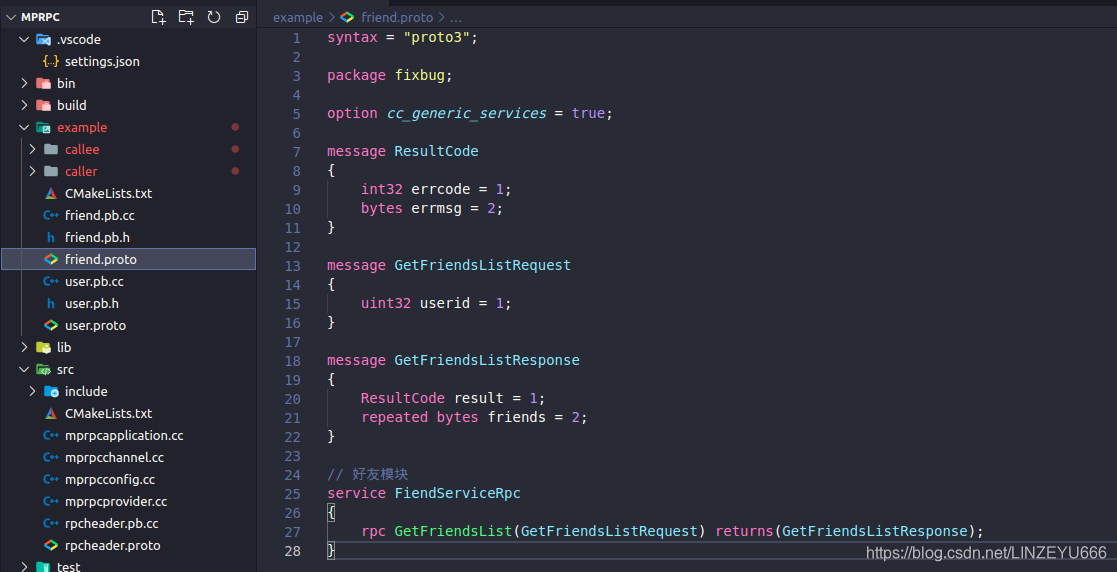 MPRPC
.vscode
settings.json
bin
build
example
callee
caller
CMakeLists.txt
friend.pb.cc
friend.pb.h
friend.proto
user.pb.cc
user.pb.h
user.proto
lib
src
include
CMakeLists.txt
mprpcapplication.cc
mprpcchannel.cc
mprpcconfig.cc
mprpcprovider.cc
rpcheader.pb.cc
rpcheader.proto
test
example > friend.proto > ...
1 syntax = "proto3";
2
3 package fixbug;
4
5 option cc_generic_services = true;
6
7 message ResultCode
8 {
9 int32 errcode = 1;
10 bytes errmsg = 2;
11 }
12
13 message GetFriendsListRequest
14 {
15 uint32 userid = 1;
16 }
17
18 message GetFriendsListResponse
19 {
20 ResultCode result = 1;
21 repeated bytes friends = 2;
22 }
23
24 // 好友模块
25 service FiendServiceRpc
26 {
27 rpc GetFriendsList(GetFriendsListRequest) returns(GetFriendsListResponse);
28 }
https://blog.csdn.net/LINZEYU666